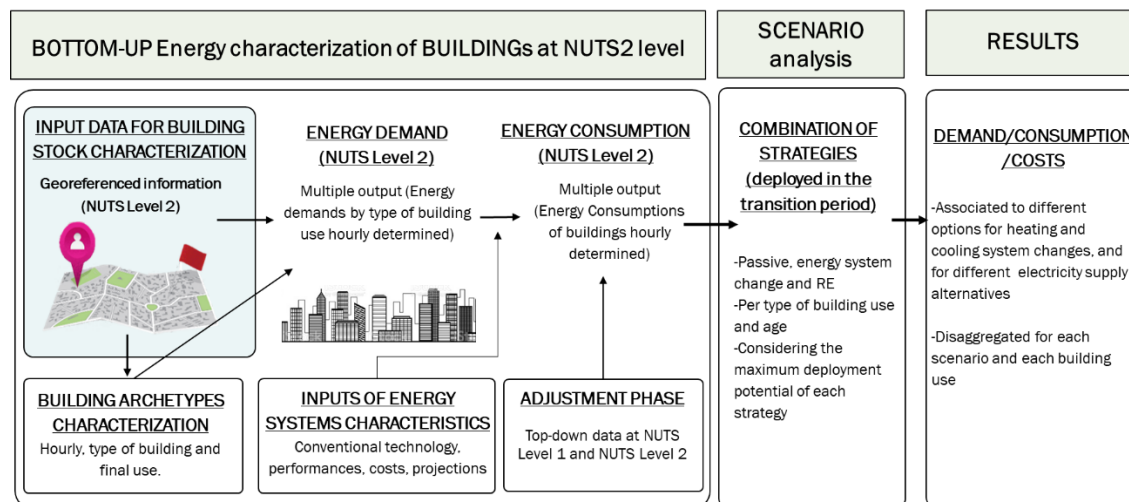 BOTTOM-UP Energy characterization of BUILDINGs at NUTS2 level
SCENARIO
analysis
RESULTS
INPUT DATA FOR BUILDING
STOCK CHARACTERIZATION
Georeferenced information
(NUTS Level 2)
ENERGY DEMAND
(NUTS Level 2)
Multiple output (Energy
demands by type of building
use hourly determined)
ENERGY CONSUMPTION
(NUTS Level 2)
Multiple output
(Energy Consumptions
of buildings hourly
determined)
BUILDING ARCHETYPES
CHARACTERIZATION
Hourly, type of building and
final use.
INPUTS OF ENERGY
SYSTEMS CHARACTERISTICS
Conventional technology,
performances, costs, projections
ADJUSTMENT PHASE
Top-down data at NUTS
Level 1 and NUTS Level 2
COMBINATION OF
STRATEGIES
(deployed in the
transition period)
-Passive, energy system
change and RE
-Per type of building use
and age
-Considering the
maximum deployment
potential of each
strategy
DEMAND/CONSUMPTION
/COSTS
-Associated to different
options for heating and
cooling system changes, and
for different electricity supply
alternatives
-Disaggregated for each
scenario and each building
use